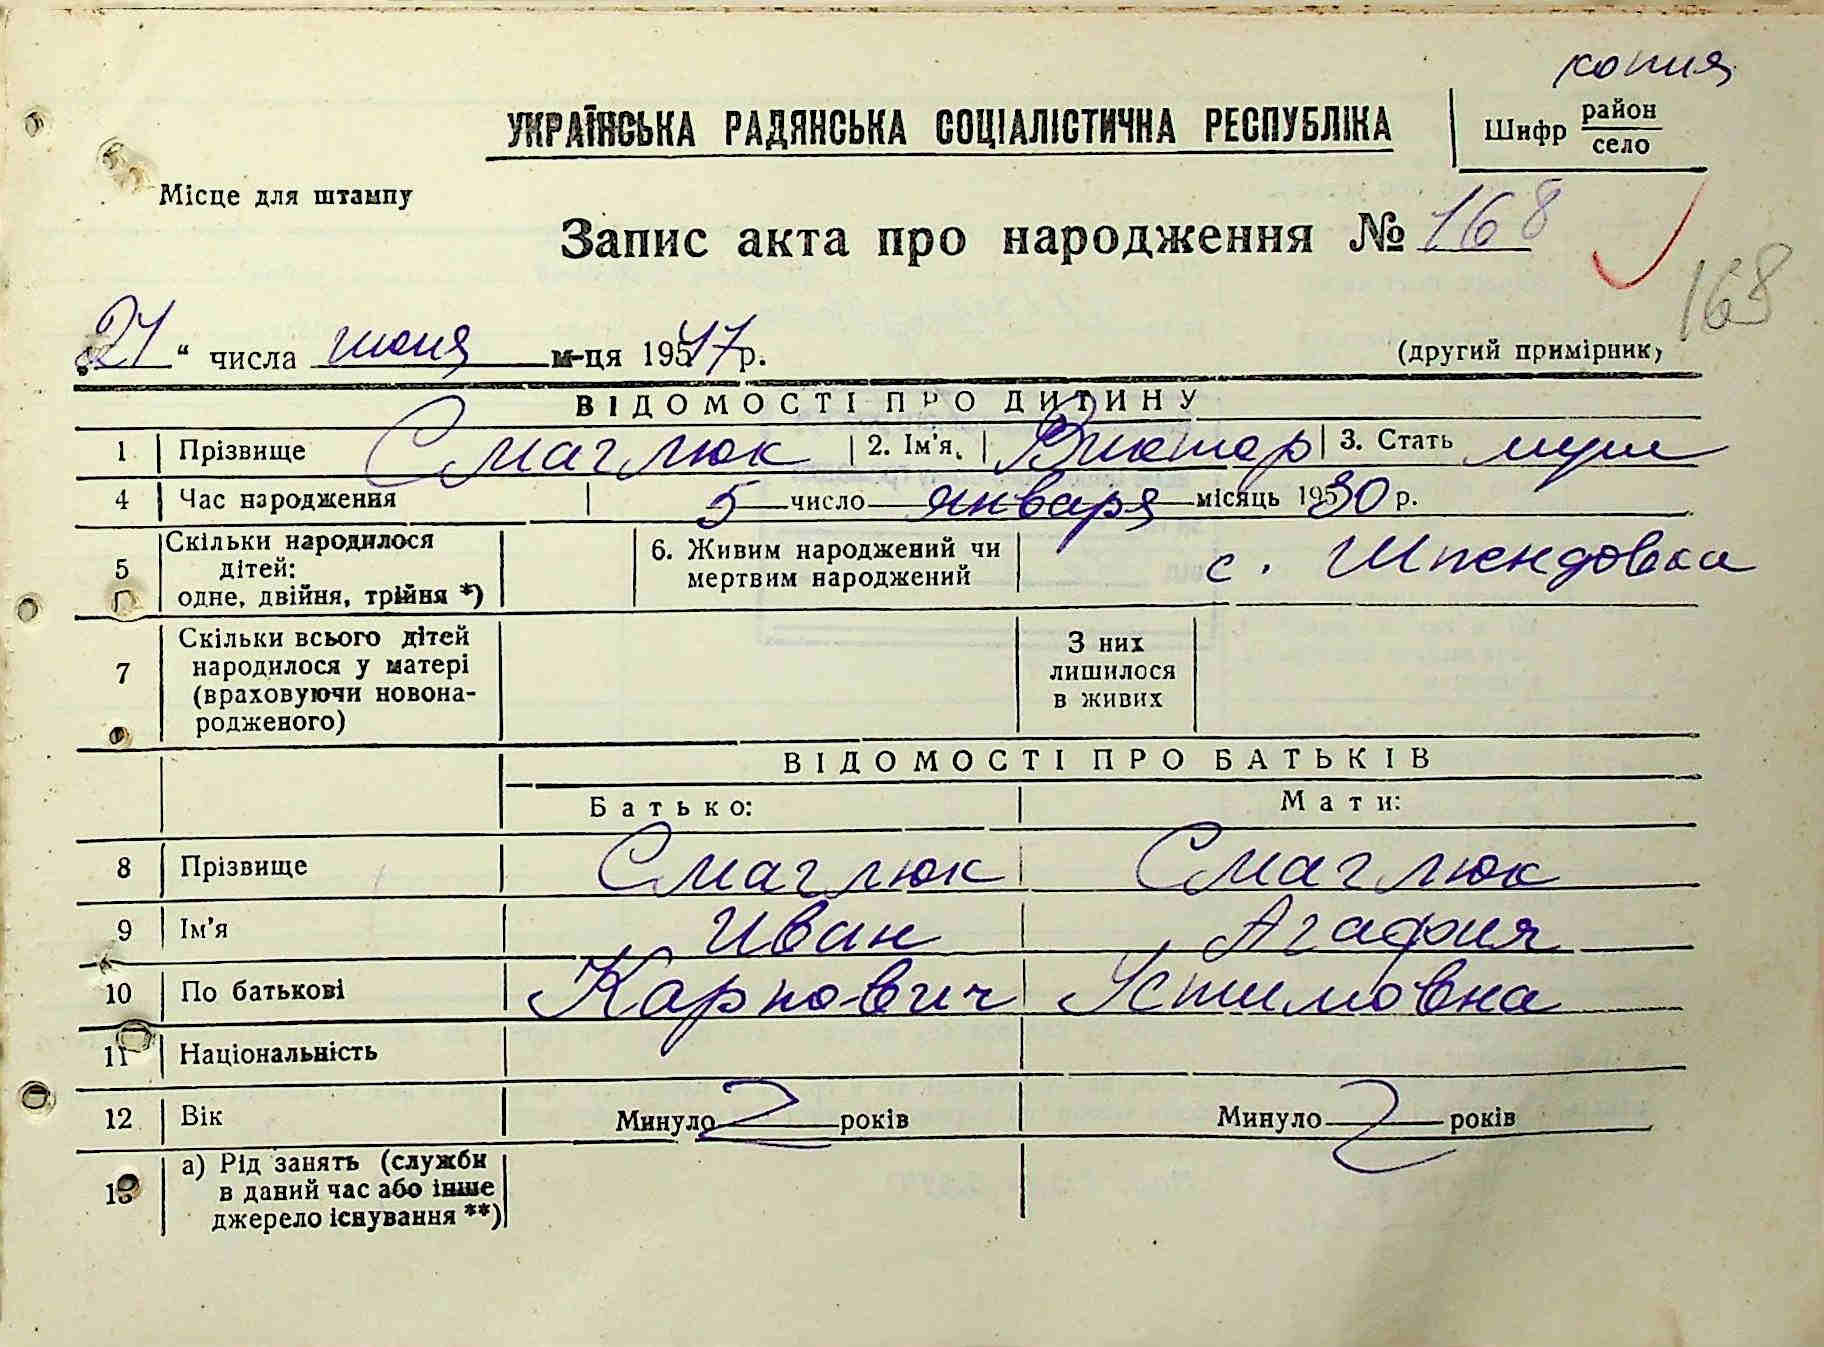 копия
УКРАЇНСЬКА РАДЯНСЬКА СОЦІАЛІСТИЧНА РЕСПУБЛІКА
Шифр район
село
Місце для штампу
Запис акта про народження № 168
168
„21“ числа июня м-ця 1947 р.
(другий примірник)
ВІДОМОСТІ ПРО ДИТИНУ
1 Прізвище Смаглюк 2. Ім'я Виктор 3. Стать муж
4 Час народження 5 число января місяць 1930 р.
5 Скільки народилося дітей: одне, двійня, трійня *) 6. Живим народжений чи мертвим народжений с. Шпендовка
7 Скільки всього дітей народилося у матері (враховуючи новонародженого) З них лишилося в живих
ВІДОМОСТІ ПРО БАТЬКІВ
Батько: Мати:
8 Прізвище Смаглюк Смаглюк
9 Ім'я Иван Агафия
10 По батькові Карпович Устимовна
11 Національність
12 Вік Минуло років Минуло років
13 а) Рід занять (служби в даний час або інше джерело існування **)